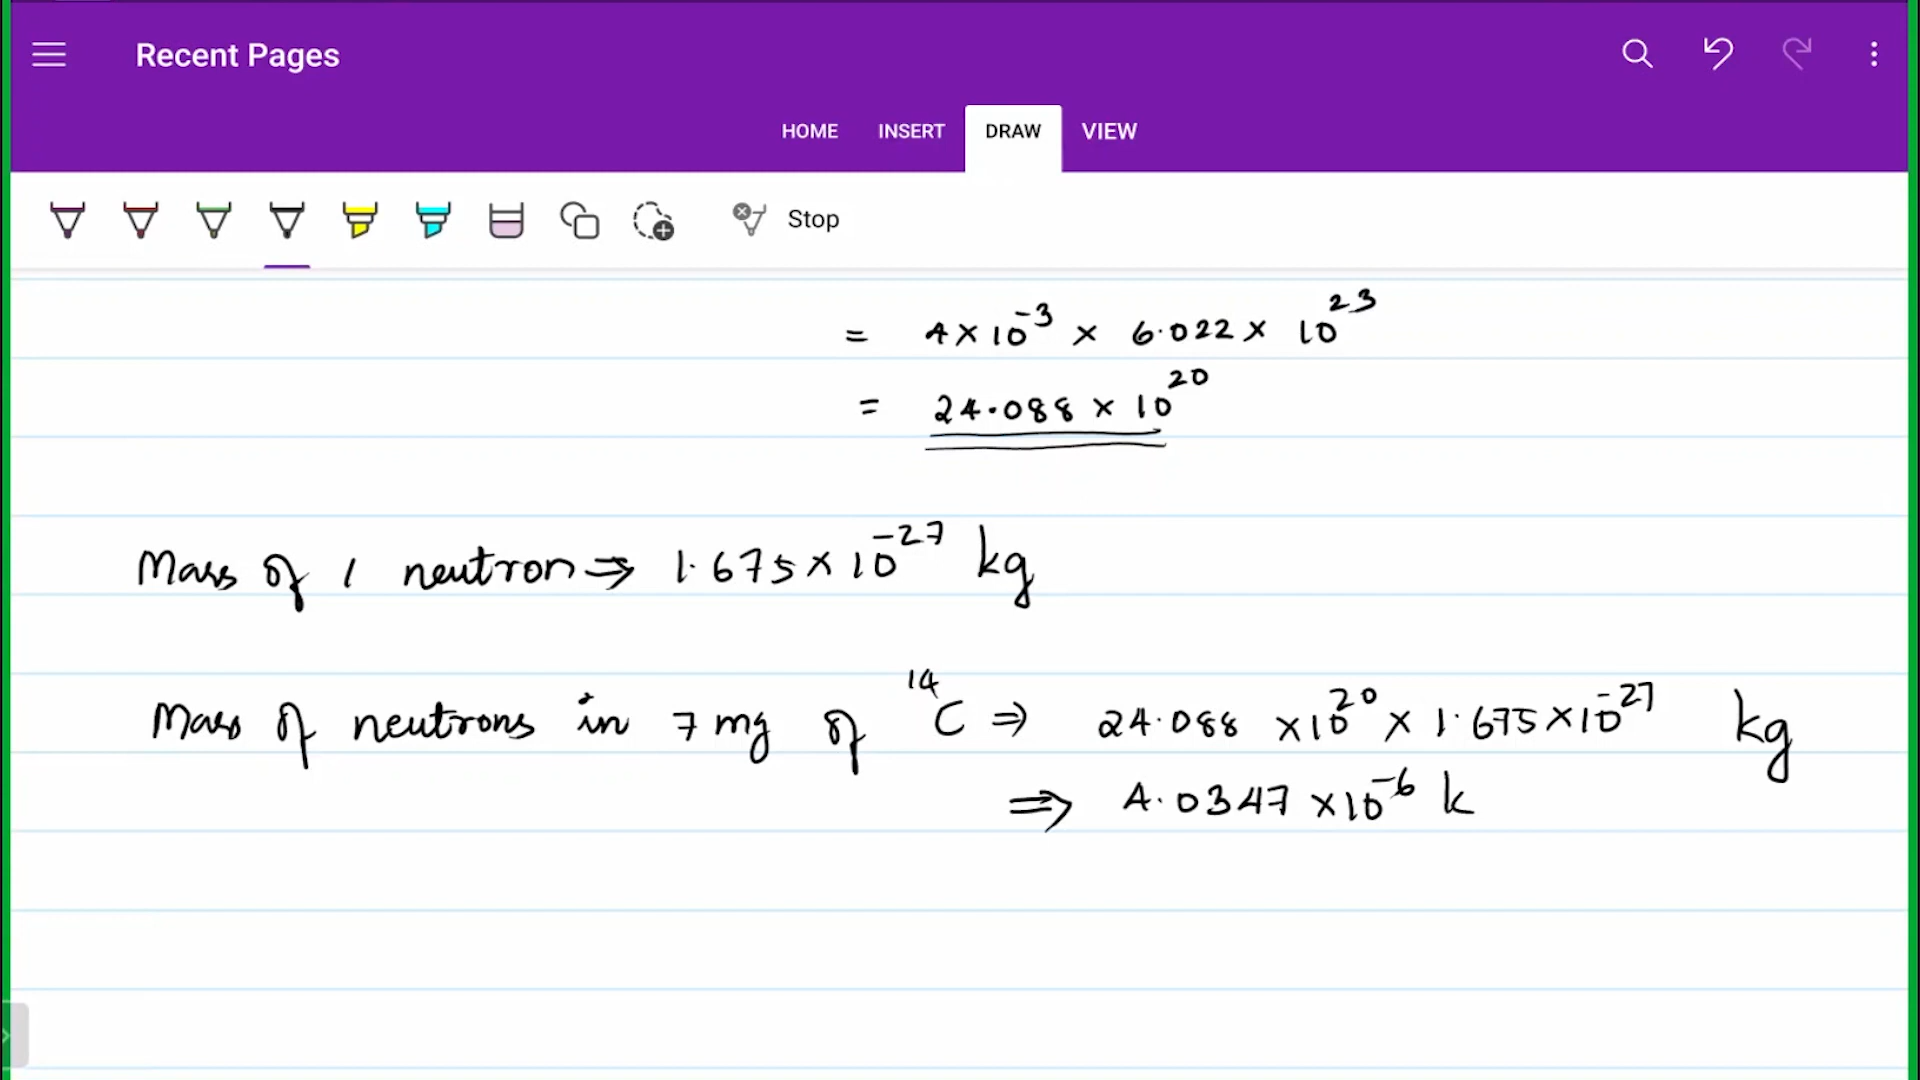 Recent Pages
HOME INSERT DRAW VIEW
Stop
= 4 × 10⁻³ × 6.022 × 10²³
= 24.088 × 10²⁰
Mass of 1 neutron ⇒ 1.675 × 10⁻²⁷ kg
Mass of neutrons in 7 mg of ¹⁴C ⇒ 24.088 × 10²⁰ × 1.675 × 10⁻²⁷ kg
⇒ 4.0347 × 10⁻⁶ k